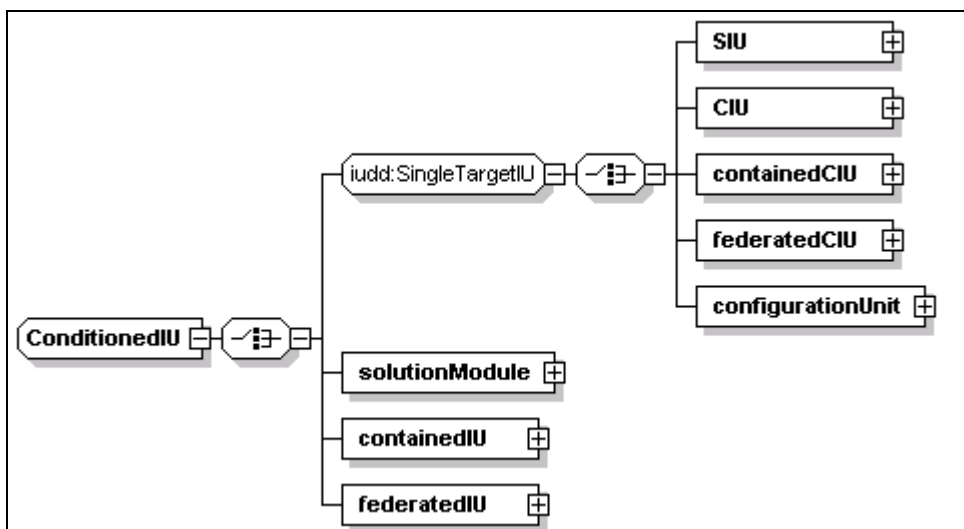 SIU
CIU
iudd:SingleTargetIU
containedCIU
federatedCIU
configurationUnit
ConditionedIU
solutionModule
containedIU
federatedIU